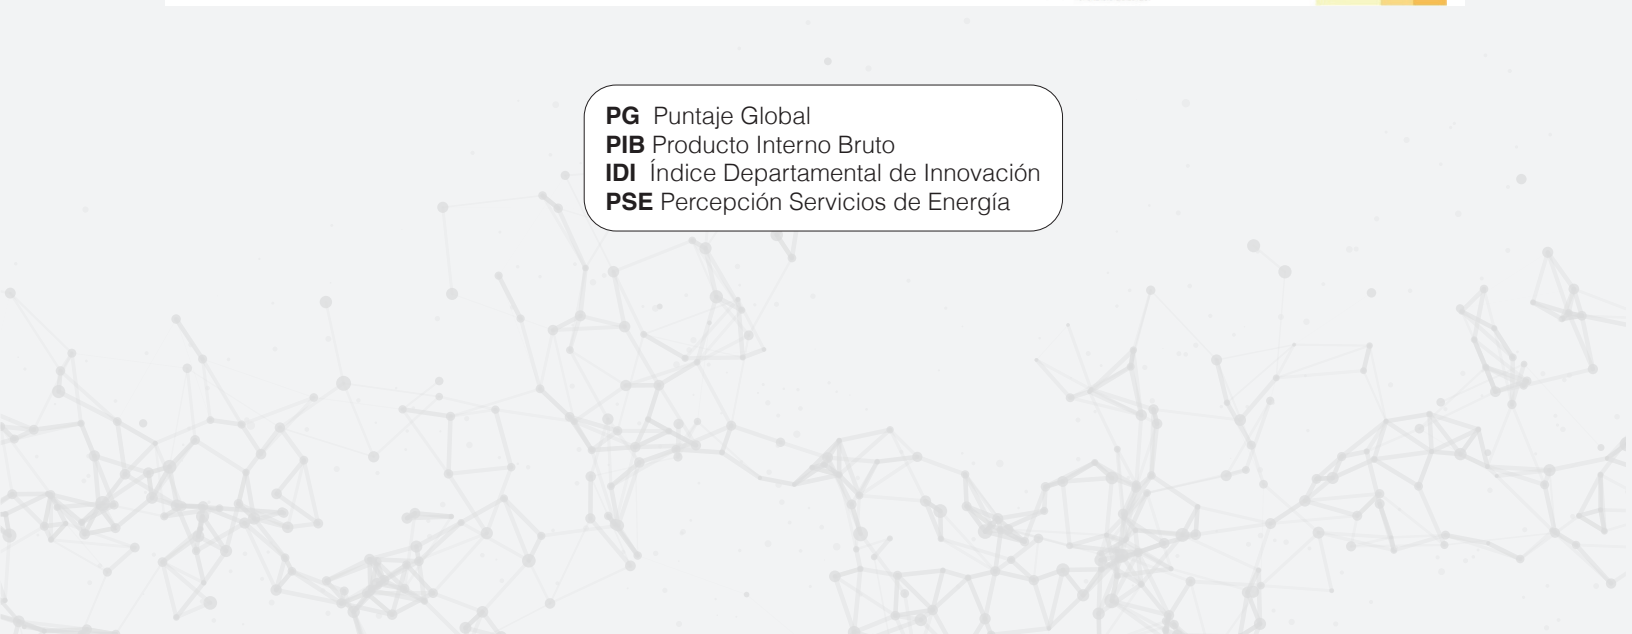 PG Puntaje Global
PIB Producto Interno Bruto
IDI Índice Departamental de Innovación
PSE Percepción Servicios de Energía